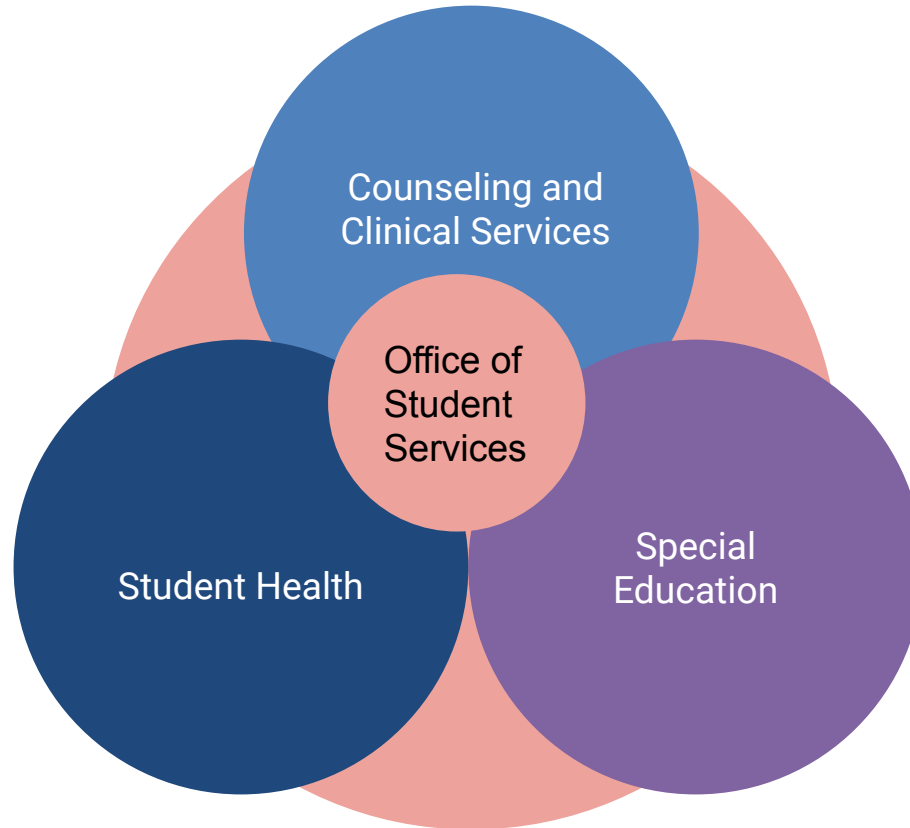 Counseling and
Clinical Services
Office of
Student
Services
Student Health
Special
Education